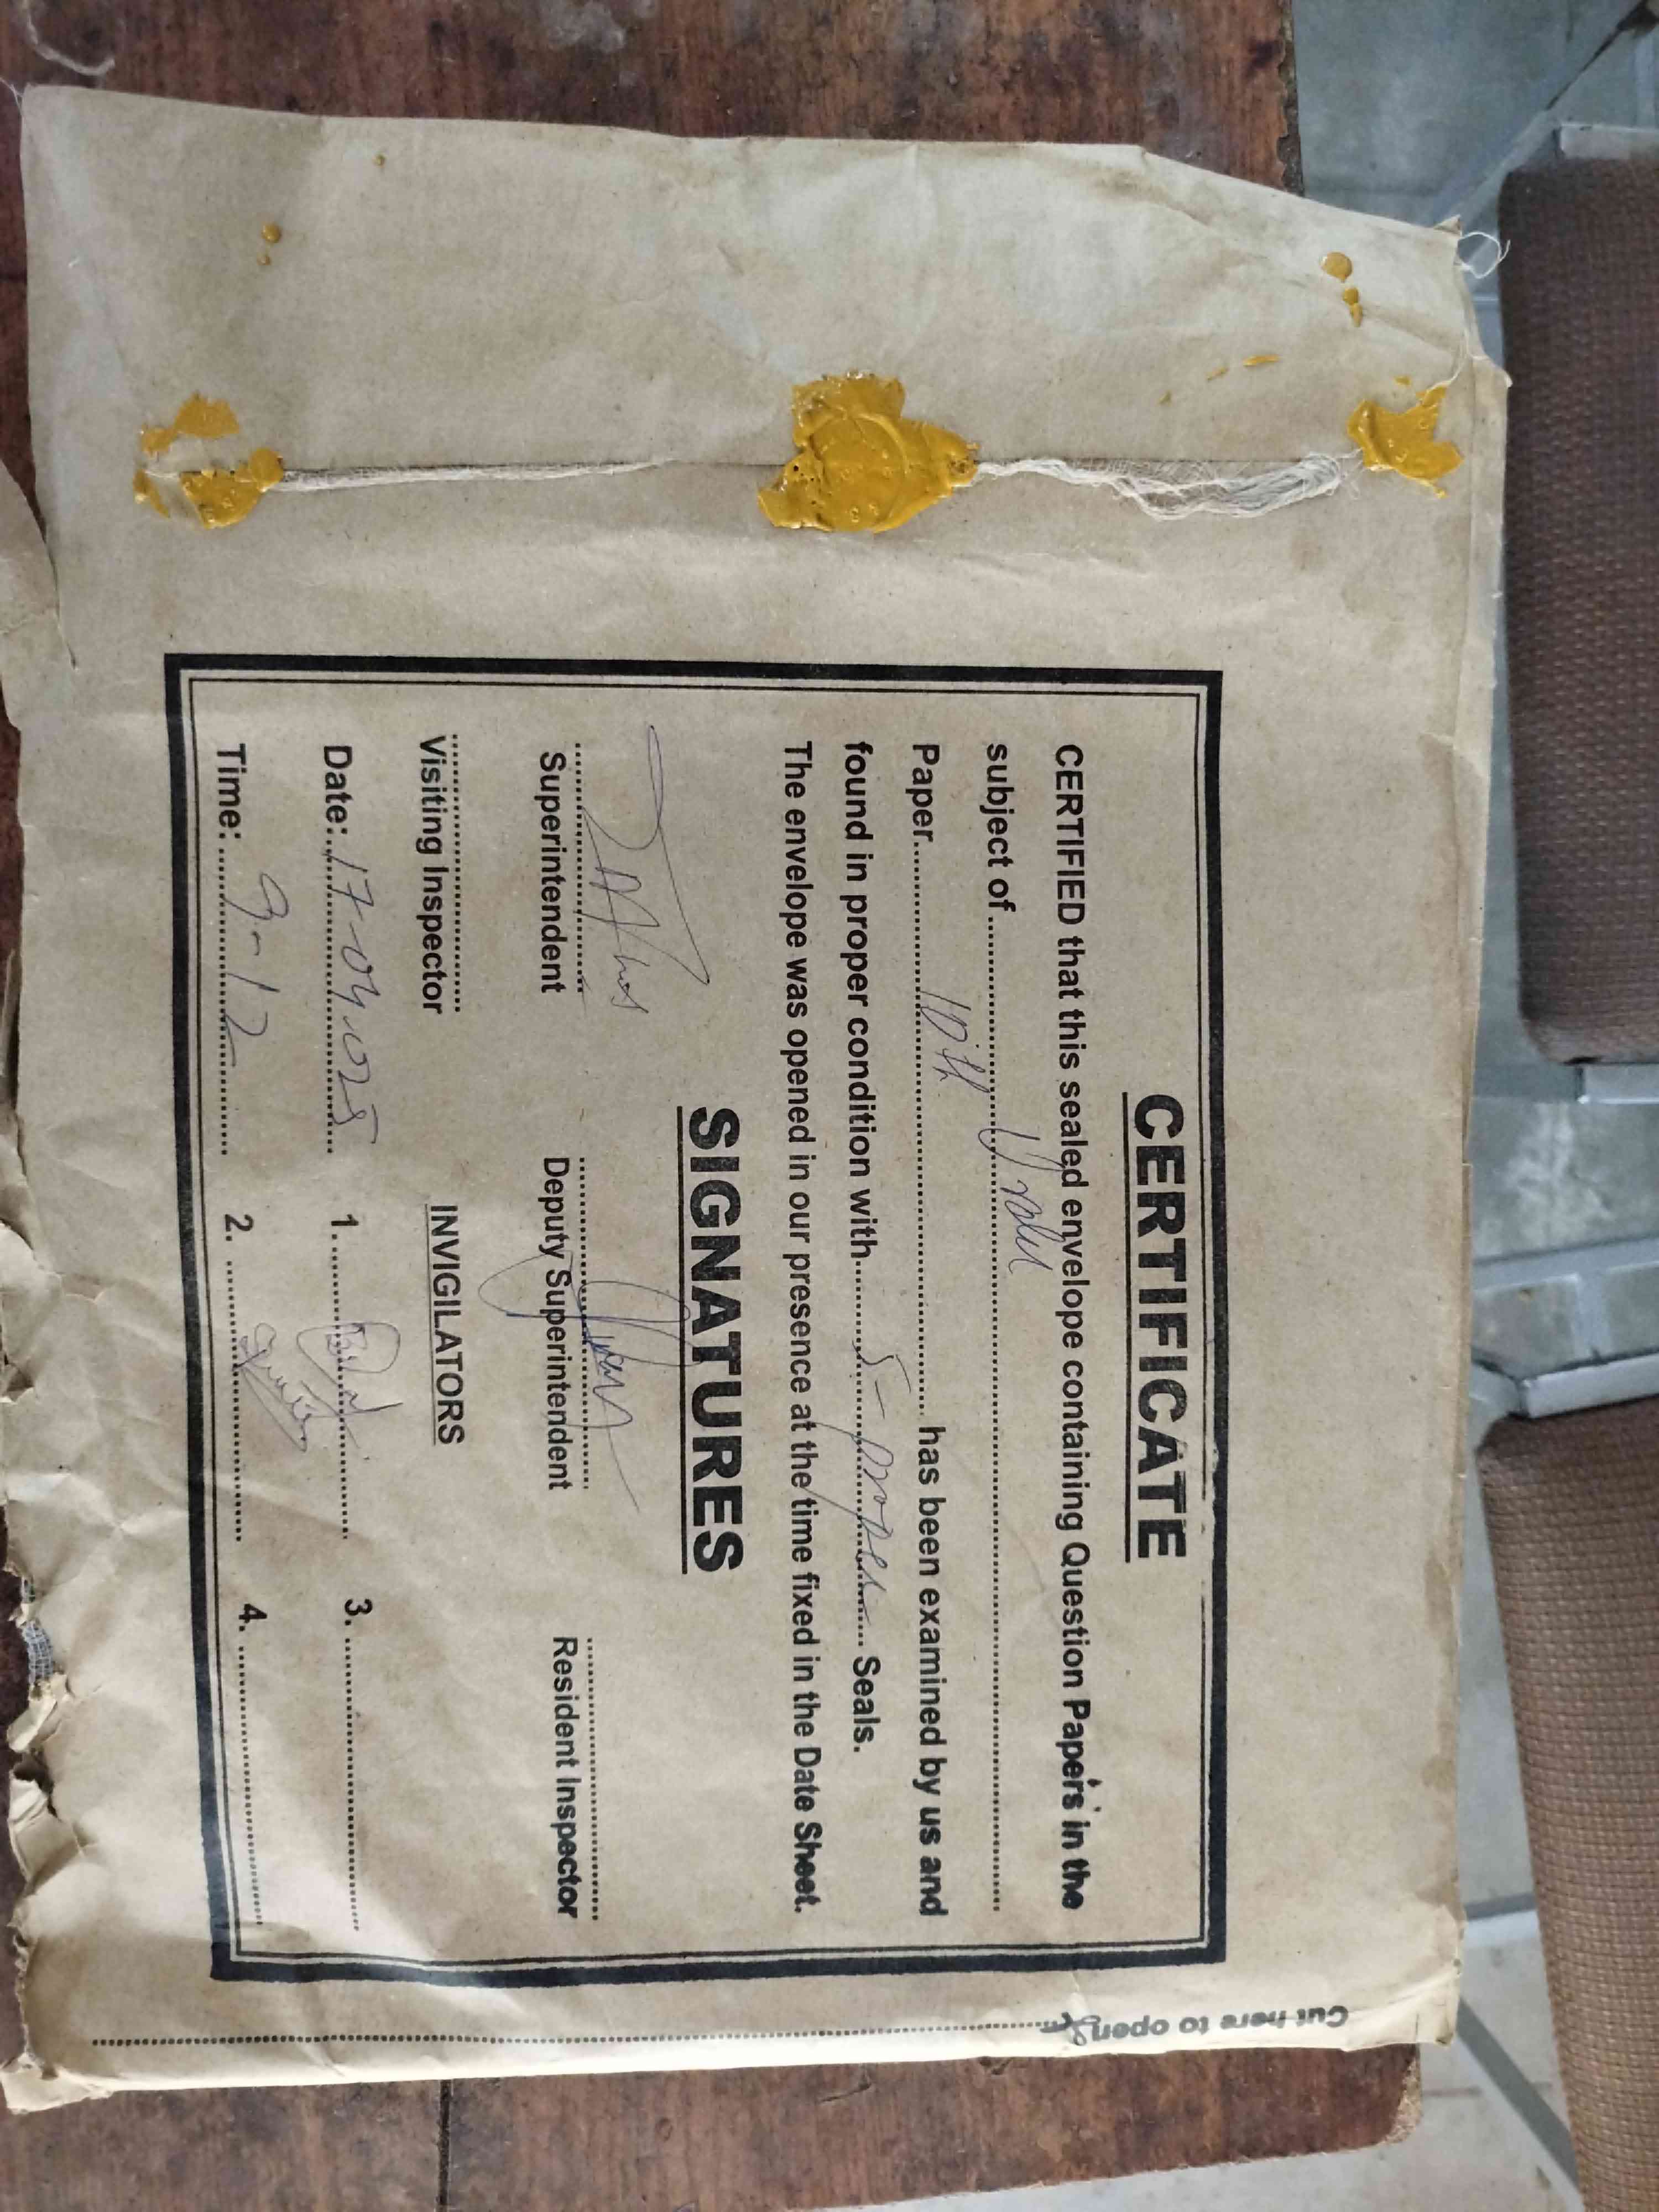 CERTIFICATE
CERTIFIED that this sealed envelope containing Question Papers in the
subject of.......... Urdu ..........
Paper.......... 10th .......... has been examined by us and
found in proper condition with.......... 5- proper .......... Seals.
The envelope was opened in our presence at the time fixed in the Date Sheet.
SIGNATURES
Superintendent Deputy Superintendent Resident Inspector
Visiting Inspector INVIGILATORS
Date: 17-04-025 1. 3.
Time: 9-12 2. 4.
Cut here to open